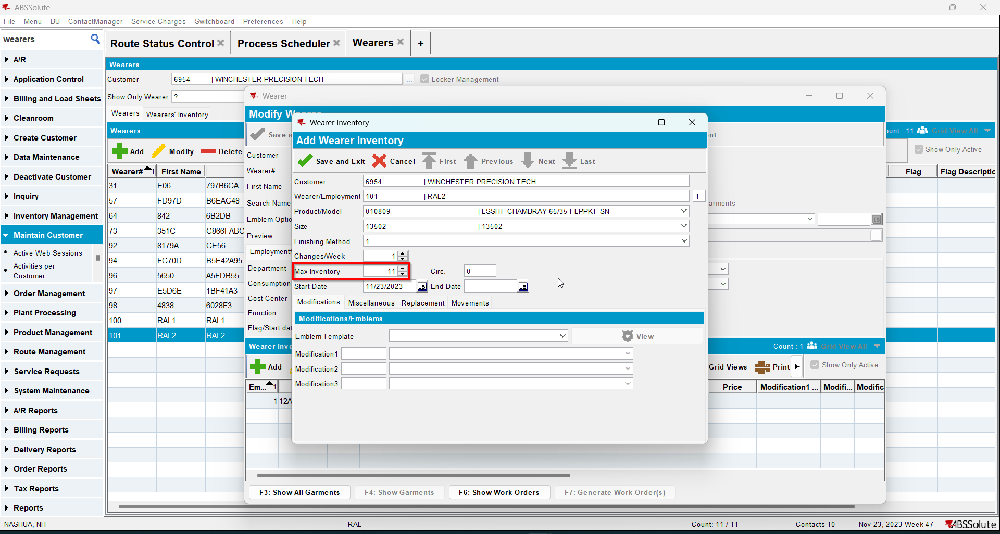 ABSSolute
File Menu BU ContactManager Service Charges Switchboard Preferences Help
wearers
Route Status Control Process Scheduler Wearers +
A/R
Application Control
Billing and Load Sheets
Cleanroom
Create Customer
Data Maintenance
Deactivate Customer
Inquiry
Inventory Management
Maintain Customer
Active Web Sessions
Activities per
Customer
Order Management
Plant Processing
Product Management
Route Management
Service Requests
System Maintenance
A/R Reports
Billing Reports
Delivery Reports
Order Reports
Tax Reports
Reports
Wearers
Customer 6954 | WINCHESTER PRECISION TECH ... Locker Management
Show Only Wearer ?
Wearers Wearers' Inventory
Wearers
Add Modify Delete
Wearer# 1 First Name
31 E06 797B6CA
57 FD97D B6EAC48
64 842 6B2DB
73 351C C866FABC
92 8179A CE56
94 FC70D B5E42A95
96 5650 A5FDB55
97 E5D6E 1BF41A3
98 4838 6028F3
100 RAL1 RAL1
101 RAL2 RAL2
: 11 Grid View All
Show Only Active
Flag Flag Descriptic
Wearer
Modify
Save
Customer
Wearer#
First Name
Search Name
Emblem Optio
Preview
Employment#
Department
Consumption
Cost Center
Function
Flag/Start dat
...
Wearer Inve
Count : 1 Grid View All
Add
Grid Views Print Show Only Active
Em... 1 Price Modification1 ... Modifi... Modific
1 12A
Wearer Inventory
Add Wearer Inventory
Save and Exit Cancel First Previous Next Last
Customer 6954 | WINCHESTER PRECISION TECH
Wearer/Employment 101 | RAL2 1
Product/Model 010809 | LSSHT-CHAMBRAY 65/35 FLPPKT-SN
Size 13502 | 13502
Finishing Method 1
Changes/Week 1
Max Inventory 11 Circ. 0
Start Date 11/23/2023 16 End Date 16
Modifications Miscellaneous Replacement Movements
Modifications/Emblems
Emblem Template View
Modification1
Modification2
Modification3
F3: Show All Garments F4: Show Garments F6: Show Work Orders F7: Generate Work Order(s)
NASHUA, NH - - RAL Count: 11 / 11 Contacts 10 Nov 23, 2023 Week 47 ABSSolute